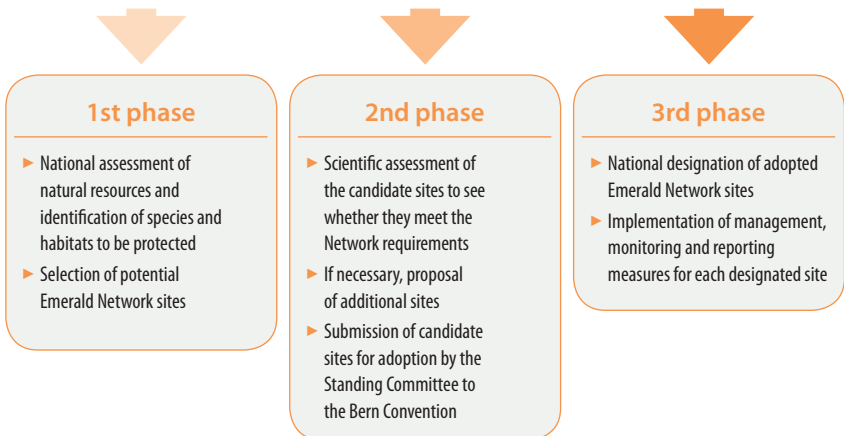 1st phase
► National assessment of
natural resources and
identification of species and
habitats to be protected
► Selection of potential
Emerald Network sites
2nd phase
► Scientific assessment of
the candidate sites to see
whether they meet the
Network requirements
► If necessary, proposal
of additional sites
► Submission of candidate
sites for adoption by the
Standing Committee to
the Bern Convention
3rd phase
► National designation of adopted
Emerald Network sites
► Implementation of management,
monitoring and reporting
measures for each designated site